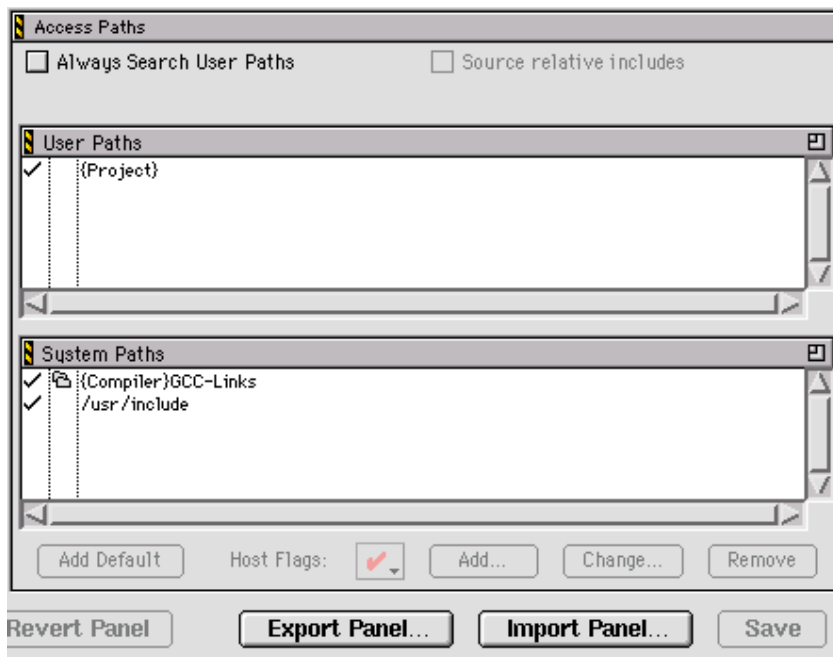 Access Paths
Always Search User Paths Source relative includes
User Paths
{Project}
System Paths
{Compiler}GCC-Links
/usr/include
Add Default Host Flags: Add... Change... Remove
Revert Panel Export Panel... Import Panel... Save